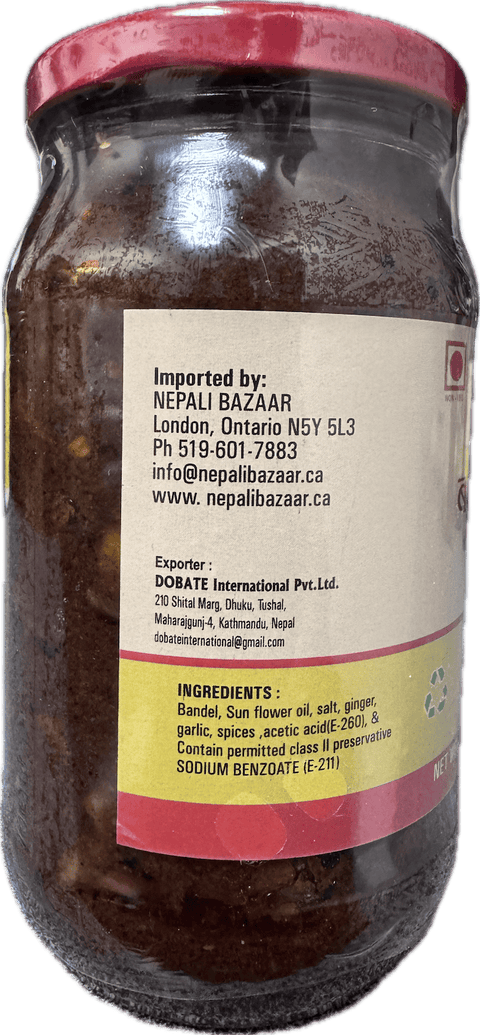 Imported by:
NEPALI BAZAAR
London, Ontario N5Y 5L3
Ph 519-601-7883
info@nepalibazaar.ca
www. nepalibazaar.ca
Exporter :
DOBATE International Pvt.Ltd.
210 Shital Marg, Dhuku, Tushal,
Maharajgunj-4, Kathmandu, Nepal
dobateinternational@gmail.com
INGREDIENTS :
Bandel, Sun flower oil, salt, ginger,
garlic, spices ,acetic acid(E-260), &
Contain permitted class II preservative
SODIUM BENZOATE (E-211)
NET